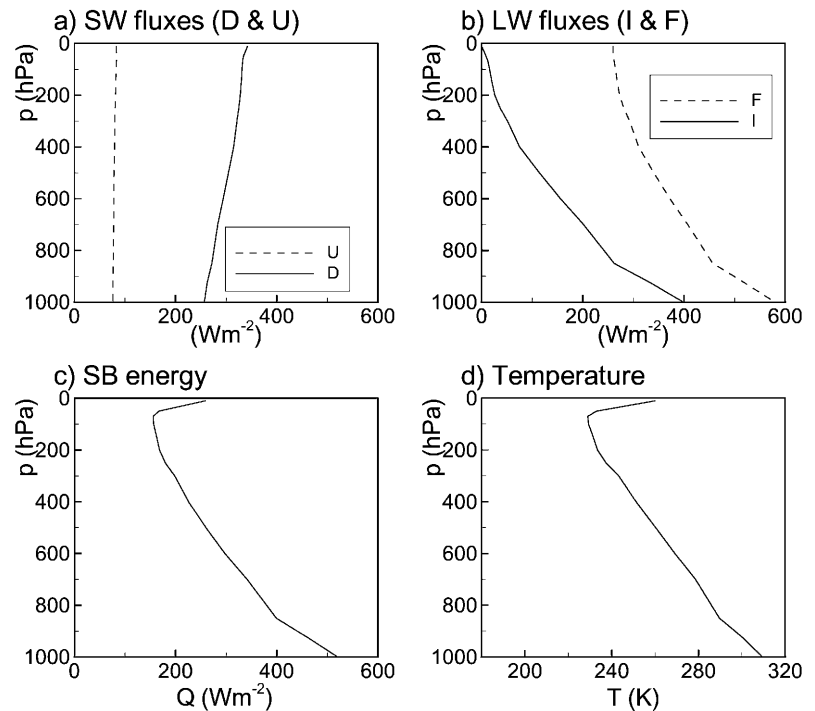 a) SW fluxes (D & U)
p (hPa)
0
200
400
600
800
1000
U
D
200 400 600
(Wm-2)
b) LW fluxes (I & F)
p (hPa)
0
200
400
600
800
1000
F
I
0 200 400 600
(Wm-2)
c) SB energy
p (hPa)
0
200
400
600
800
1000
0 200 400 600
Q (Wm-2)
d) Temperature
p (hPa)
0
200
400
600
800
1000
200 240 280 320
T (K)